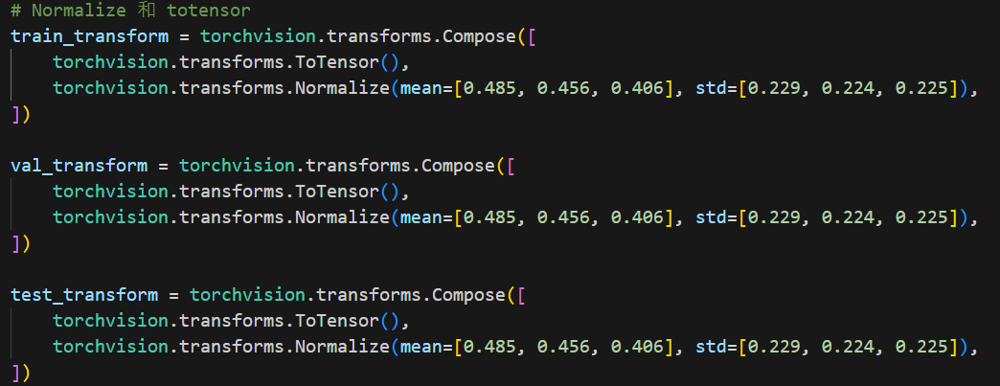 # Normalize 和 totensor
train_transform = torchvision.transforms.Compose([
    torchvision.transforms.ToTensor(),
    torchvision.transforms.Normalize(mean=[0.485, 0.456, 0.406], std=[0.229, 0.224, 0.225]),
])
val_transform = torchvision.transforms.Compose([
    torchvision.transforms.ToTensor(),
    torchvision.transforms.Normalize(mean=[0.485, 0.456, 0.406], std=[0.229, 0.224, 0.225]),
])
test_transform = torchvision.transforms.Compose([
    torchvision.transforms.ToTensor(),
    torchvision.transforms.Normalize(mean=[0.485, 0.456, 0.406], std=[0.229, 0.224, 0.225]),
])